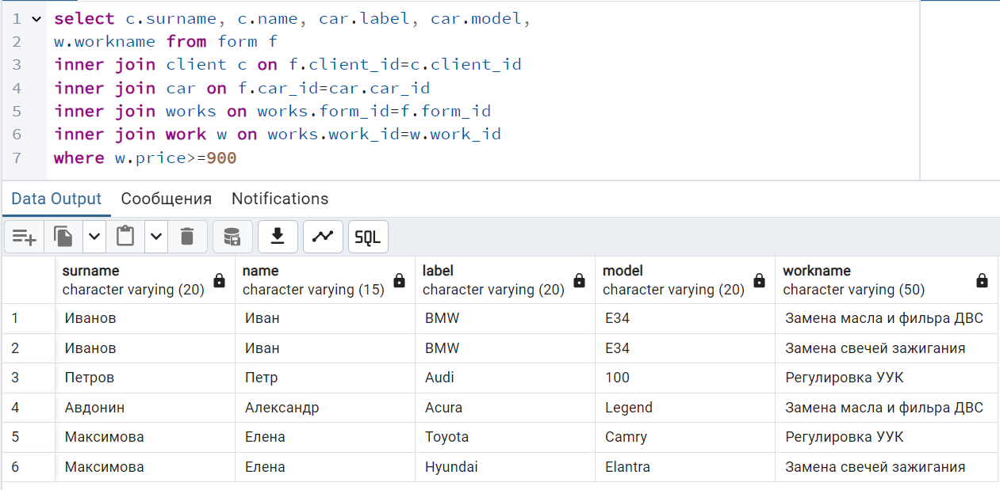 1 select c.surname, c.name, car.label, car.model,
2 w.workname from form f
3 inner join client c on f.client_id=c.client_id
4 inner join car on f.car_id=car.car_id
5 inner join works on works.form_id=f.form_id
6 inner join work w on works.work_id=w.work_id
7 where w.price>=900
Data Output Сообщения Notifications
SQL
surname name label model workname
character varying (20) character varying (15) character varying (20) character varying (20) character varying (50)
1 Иванов Иван BMW E34 Замена масла и фильра ДВС
2 Иванов Иван BMW E34 Замена свечей зажигания
3 Петров Петр Audi 100 Регулировка УУК
4 Авдонин Александр Acura Legend Замена масла и фильра ДВС
5 Максимова Елена Toyota Camry Регулировка УУК
6 Максимова Елена Hyundai Elantra Замена свечей зажигания